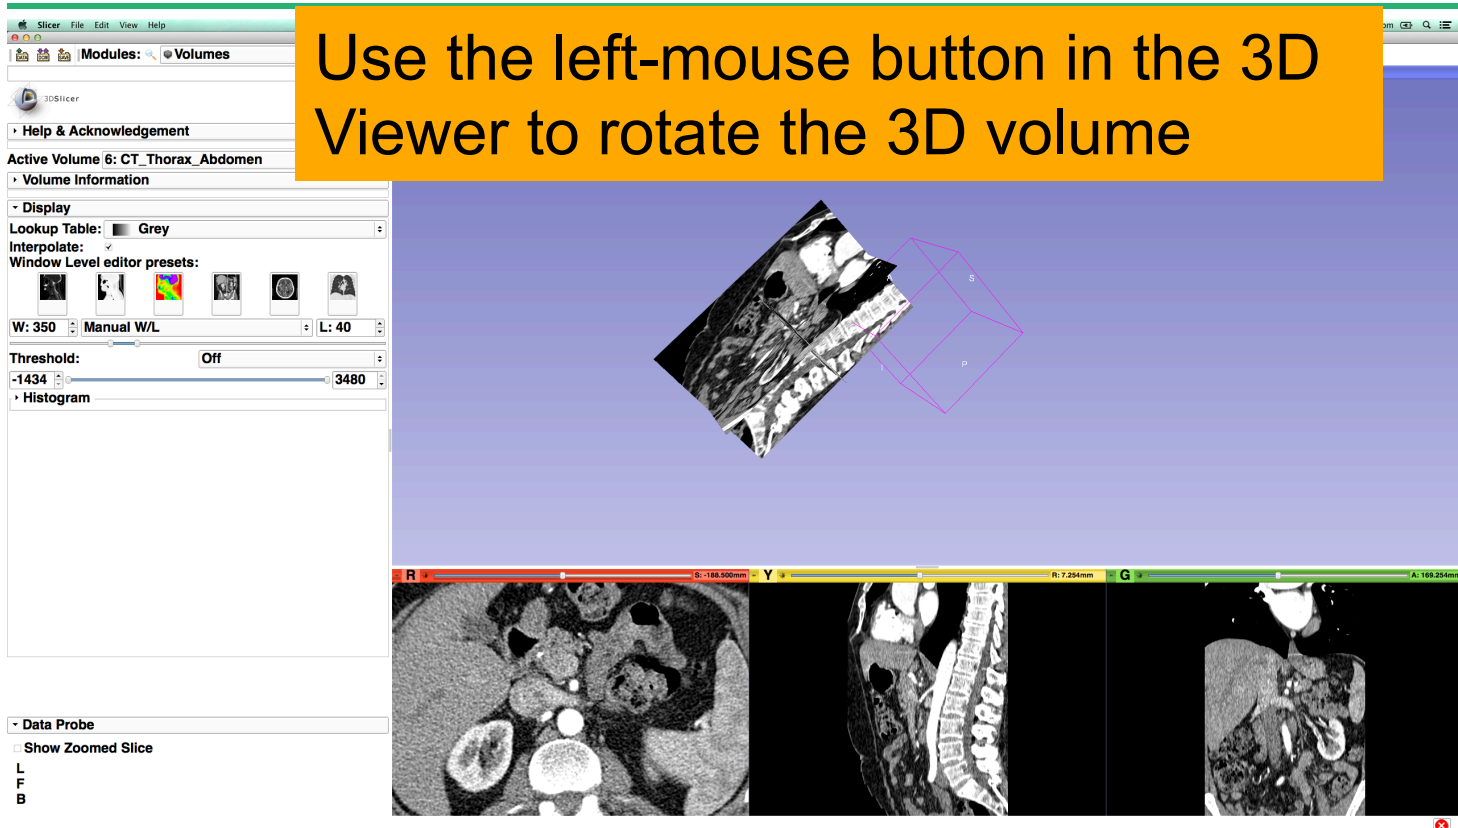 Slicer File Edit View Help
Use the left-mouse button in the 3D
Viewer to rotate the 3D volume
DATA DCM SAVE Modules: Volumes
3DSlicer
Help & Acknowledgement
Active Volume 6: CT_Thorax_Abdomen
Volume Information
Display
Lookup Table: Grey
Interpolate:
Window Level editor presets:
W: 350 Manual W/L L: 40
Threshold: Off
-1434 3480
Histogram
S
P
R S: -188.500mm Y R: 7.254mm G A: 169.254mm
Data Probe
Show Zoomed Slice
L
F
B